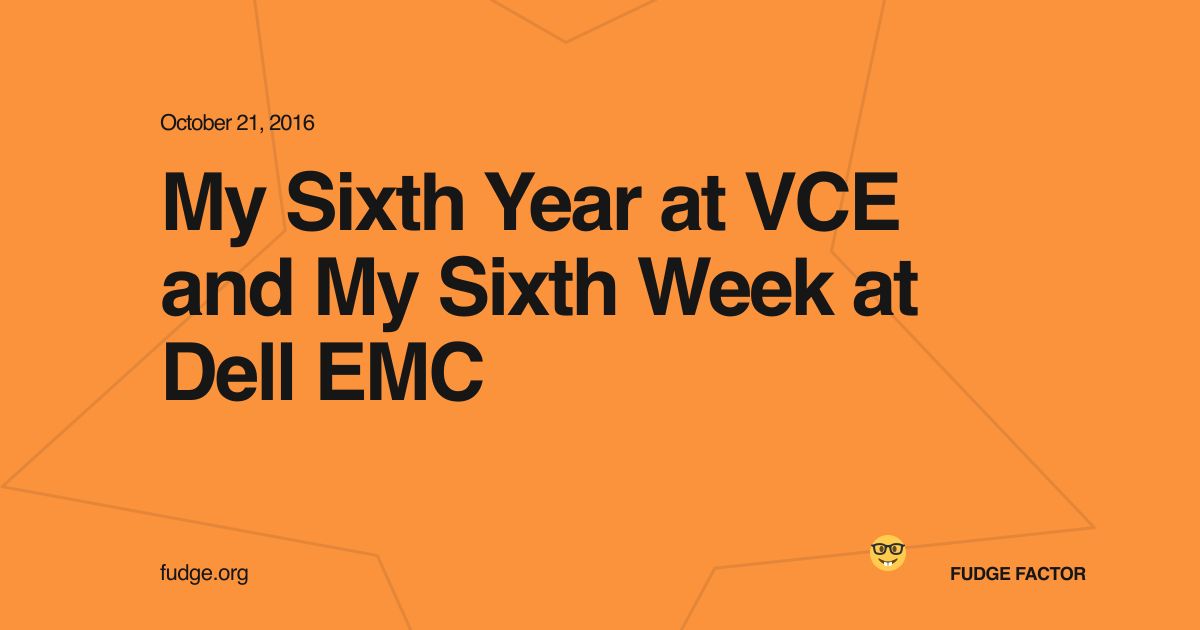 October 21, 2016
My Sixth Year at VCE
and My Sixth Week at
Dell EMC
fudge.org
FUDGE FACTOR